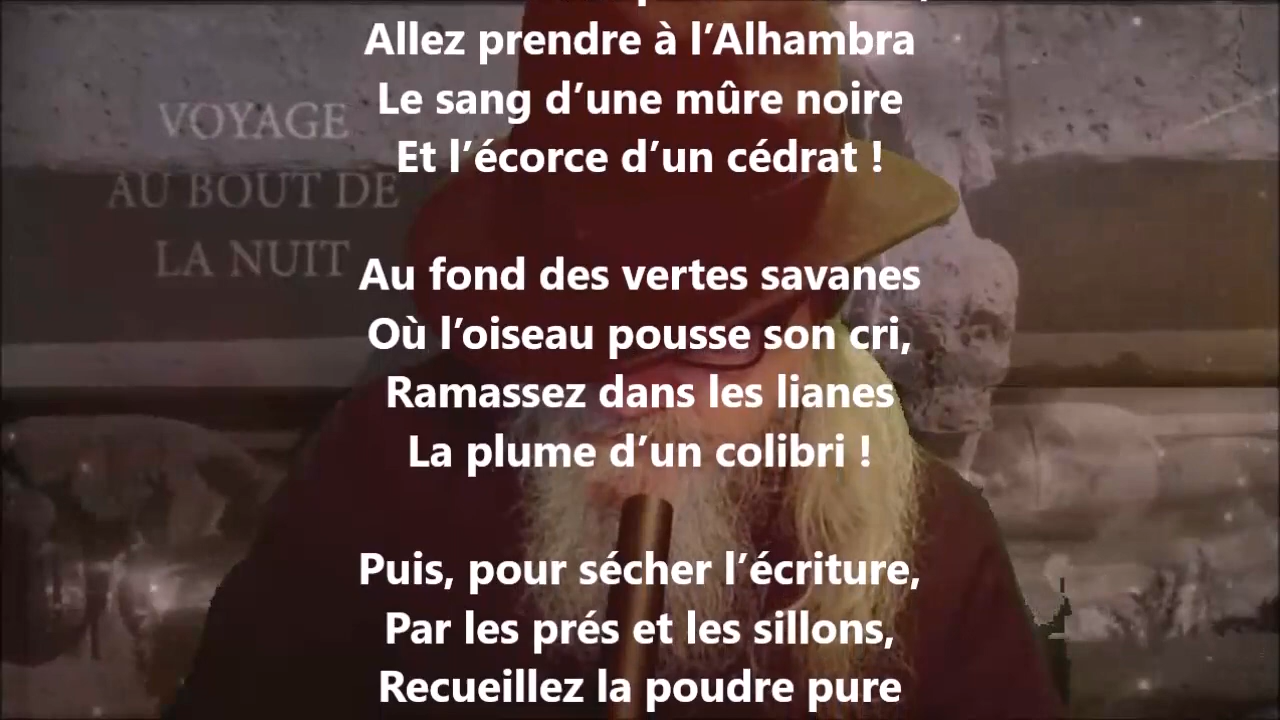 Allez prendre à l’Alhambra
Le sang d’une mûre noire
Et l’écorce d’un cédrat !
Au fond des vertes savanes
Où l’oiseau pousse son cri,
Ramassez dans les lianes
La plume d’un colibri !
Puis, pour sécher l’écriture,
Par les prés et les sillons,
Recueillez la poudre pure
VOYAGE
AU BOUT DE
LA NUIT